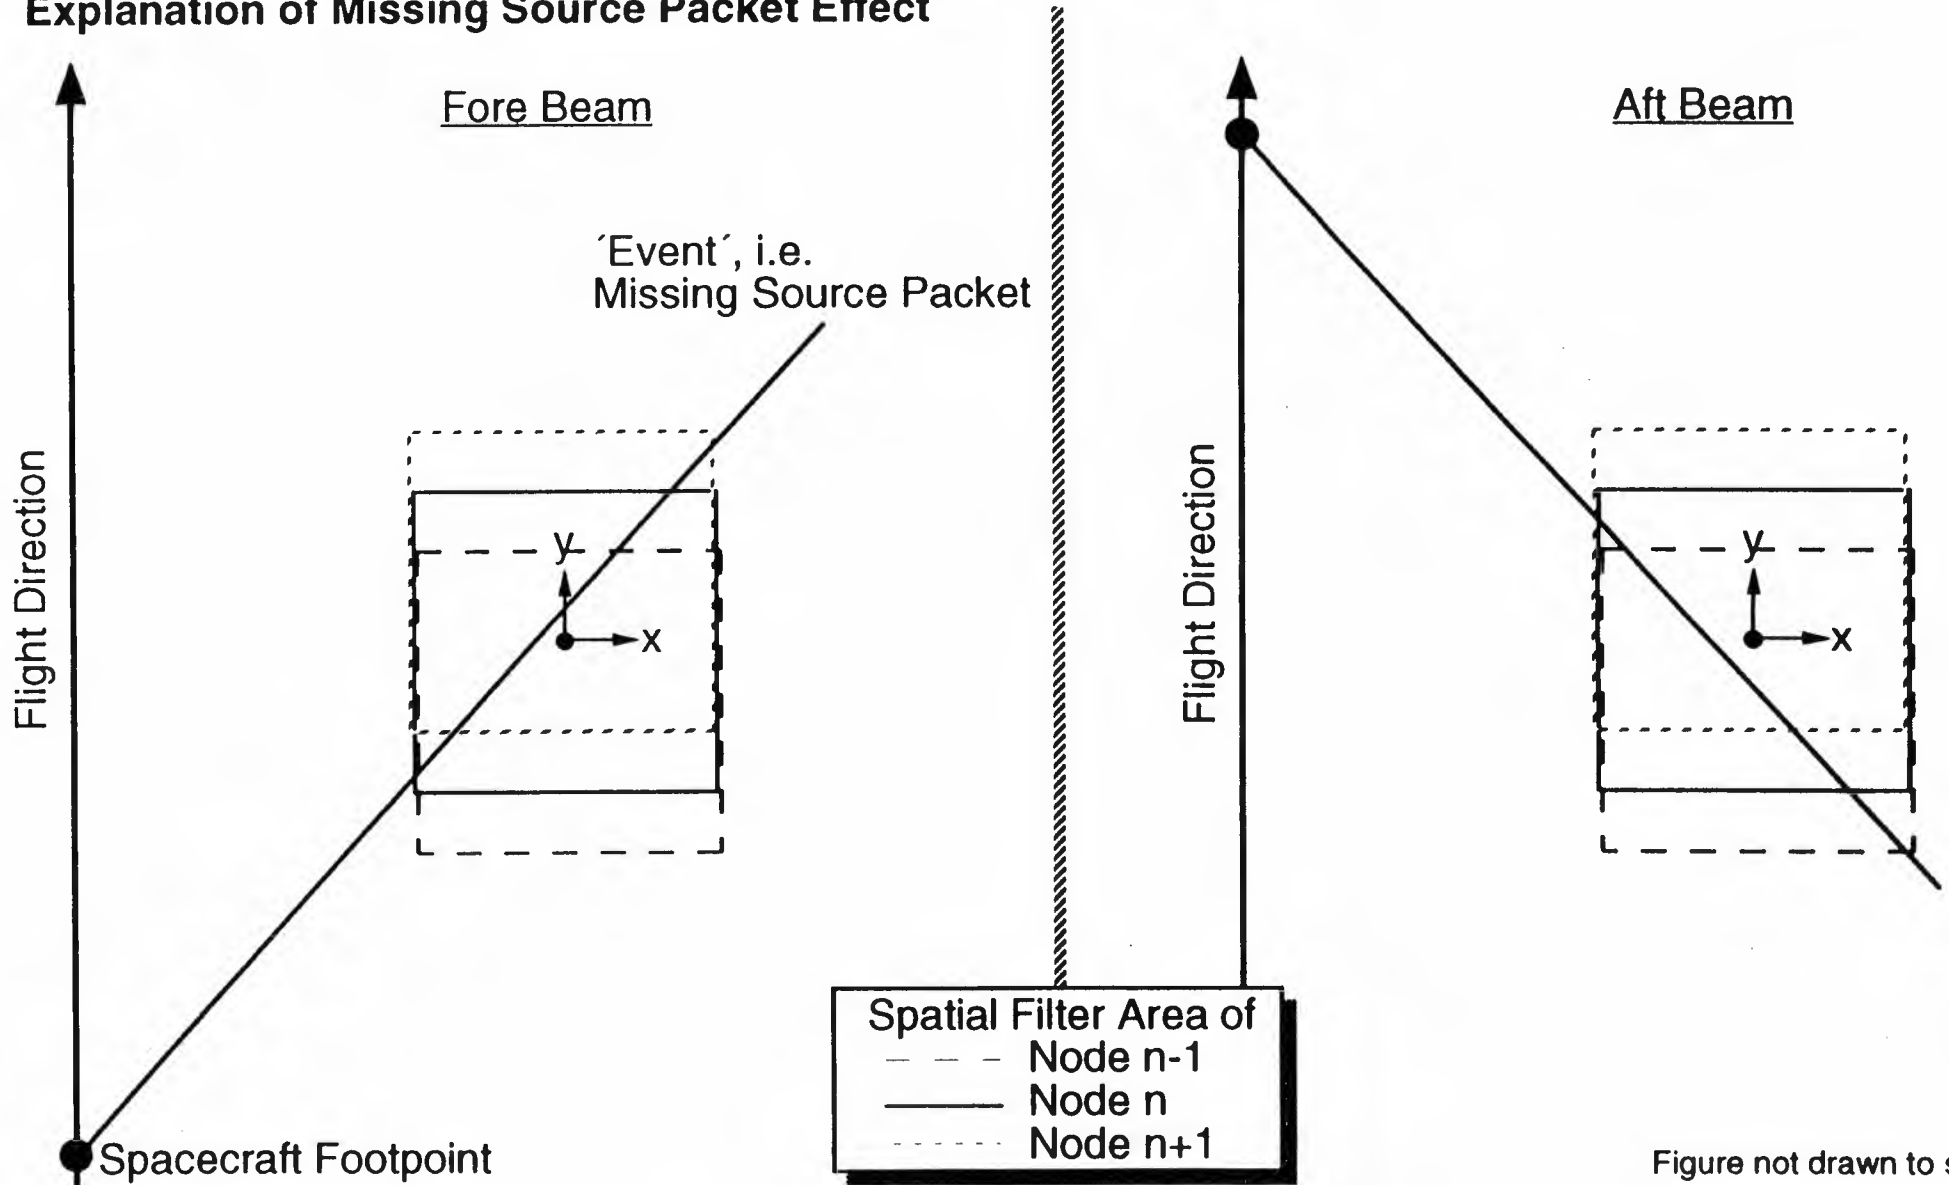 Explanation of Missing Source Packet Effect
Fore Beam
Aft Beam
´Event´, i.e.
Missing Source Packet
Flight Direction
Flight Direction
y
x
y
x
Spatial Filter Area of
Node n-1
Node n
Node n+1
Spacecraft Footpoint
Figure not drawn to